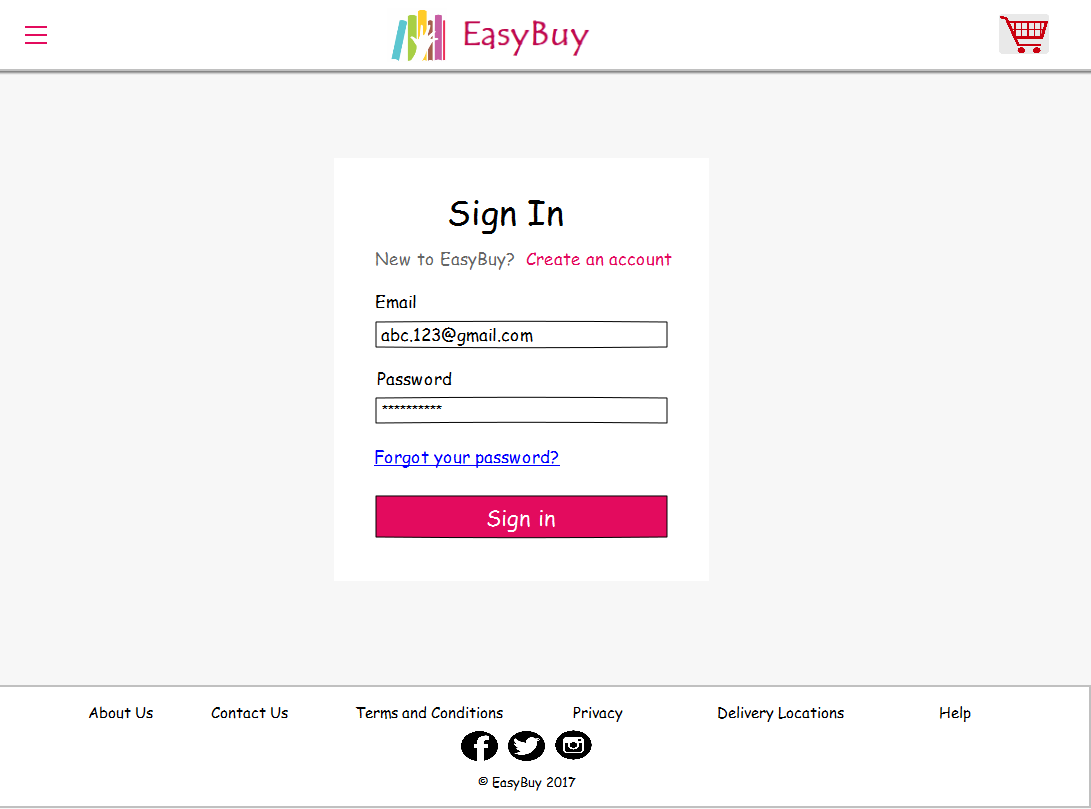 EasyBuy
Sign In
New to EasyBuy? Create an account
Email
abc.123@gmail.com
Password
**********
Forgot your password?
Sign in
About Us Contact Us Terms and Conditions Privacy Delivery Locations Help
© EasyBuy 2017